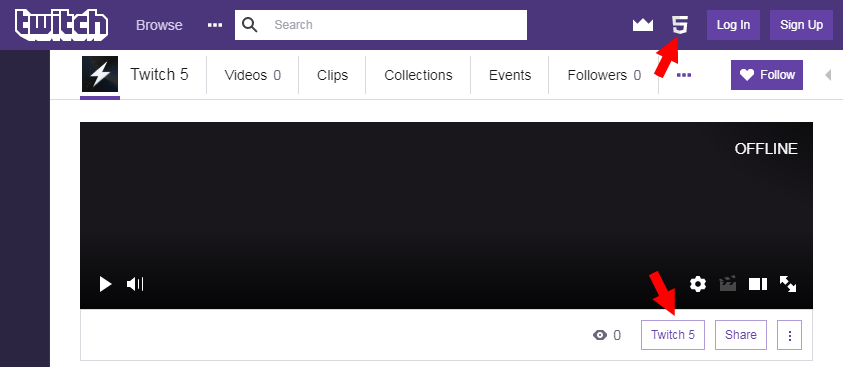 twitch Browse Search Log In Sign Up
Twitch 5 Videos 0 Clips Collections Events Followers 0 Follow
OFFLINE
0 Twitch 5 Share